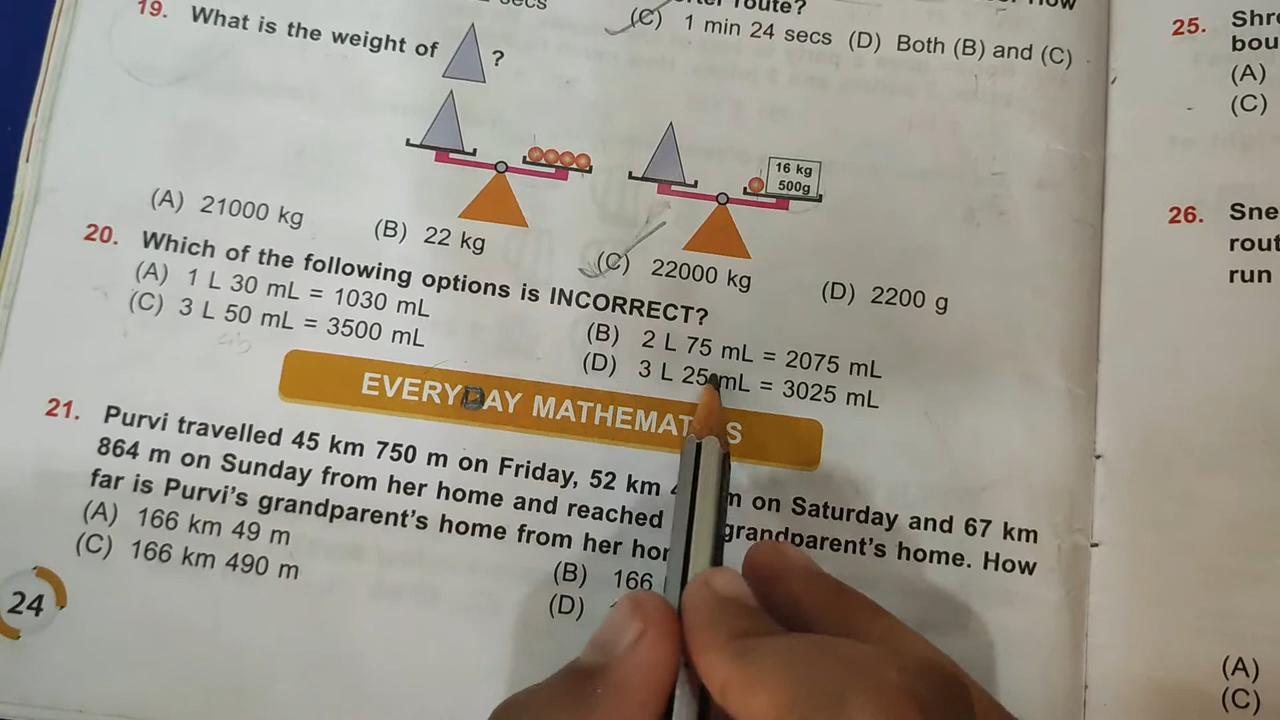 secs
route?
(C) 1 min 24 secs (D) Both (B) and (C)
19. What is the weight of ?
16 kg
500g
(A) 21000 kg (B) 22 kg (C) 22000 kg (D) 2200 g
20. Which of the following options is INCORRECT?
(A) 1 L 30 mL = 1030 mL (B) 2 L 75 mL = 2075 mL
(C) 3 L 50 mL = 3500 mL (D) 3 L 25 mL = 3025 mL
EVERYDAY MATHEMATICS
21. Purvi travelled 45 km 750 m on Friday, 52 km m on Saturday and 67 km
864 m on Sunday from her home and reached grandparent's home. How
far is Purvi's grandparent's home from her
(A) 166 km 49 m (B) 166
(C) 166 km 490 m (D)
24
25. Shr
bou
(A)
(C)
26. Sne
rout
run
(A)
(C)